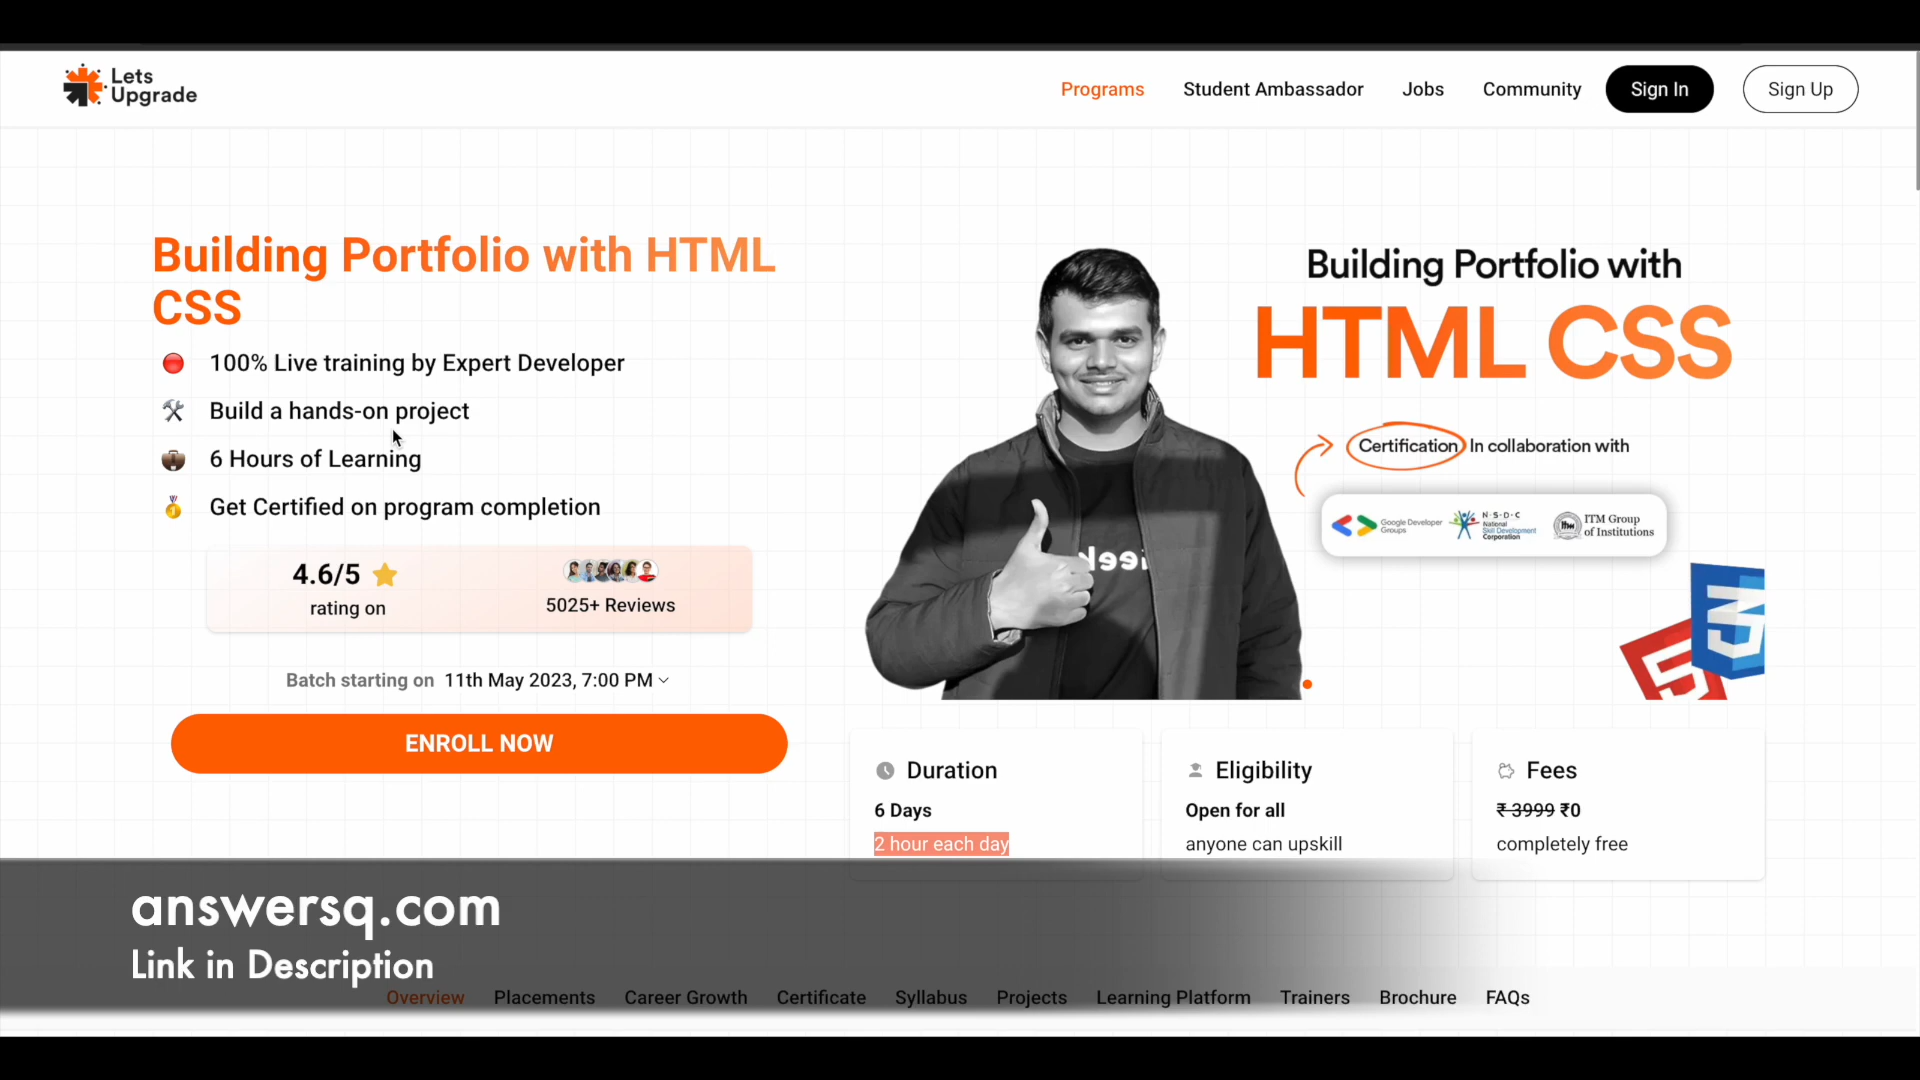 Lets
Upgrade
Programs
Student Ambassador
Jobs
Community
Sign In
Sign Up
Building Portfolio with HTML
CSS
100% Live training by Expert Developer
Build a hands-on project
6 Hours of Learning
Get Certified on program completion
4.6/5
rating on
5025+ Reviews
Batch starting on 11th May 2023, 7:00 PM
ENROLL NOW
Building Portfolio with
HTML CSS
Certification In collaboration with
Google Developer
Groups
N·S·D·C
National
Skill Development
Corporation
ITM Group
of Institutions
Duration
6 Days
2 hour each day
Eligibility
Open for all
anyone can upskill
Fees
₹ 3999 ₹0
completely free
answersq.com
Link in Description
Overview
Placements
Career Growth
Certificate
Syllabus
Projects
Learning Platform
Trainers
Brochure
FAQs